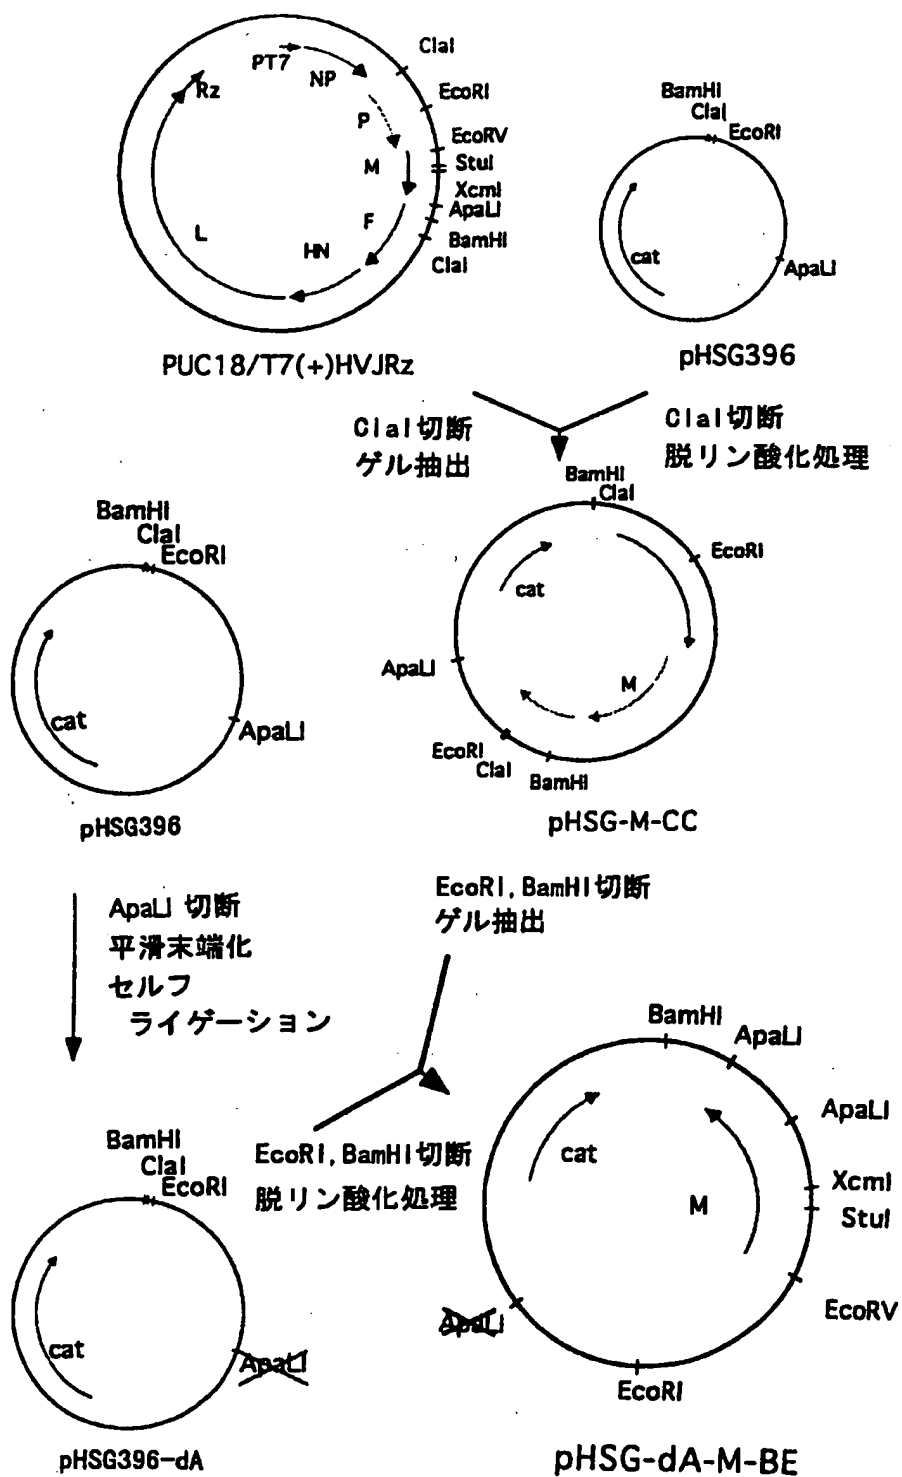 PT7
NP
P
M
F
HN
L
Rz
ClaI
EcoRI
EcoRV
StuI
XcmI
ApaLI
BamHI
ClaI
PUC18/T7(+)HVJRz
BamHI
ClaI
EcoRI
cat
ApaLI
pHSG396
ClaI切断
ゲル抽出
ClaI切断
脱リン酸化処理
BamHI
ClaI
EcoRI
cat
ApaLI
pHSG396
BamHI
ClaI
EcoRI
cat
ApaLI
M
EcoRI
ClaI
BamHI
pHSG-M-CC
ApaLI 切断
平滑末端化
セルフ
ライゲーション
EcoRI, BamHI切断
ゲル抽出
EcoRI, BamHI切断
脱リン酸化処理
BamHI
ClaI
EcoRI
cat
ApaLI
pHSG396-dA
BamHI
ApaLI
ApaLI
XcmI
StuI
EcoRV
cat
M
ApaLI
EcoRI
pHSG-dA-M-BE